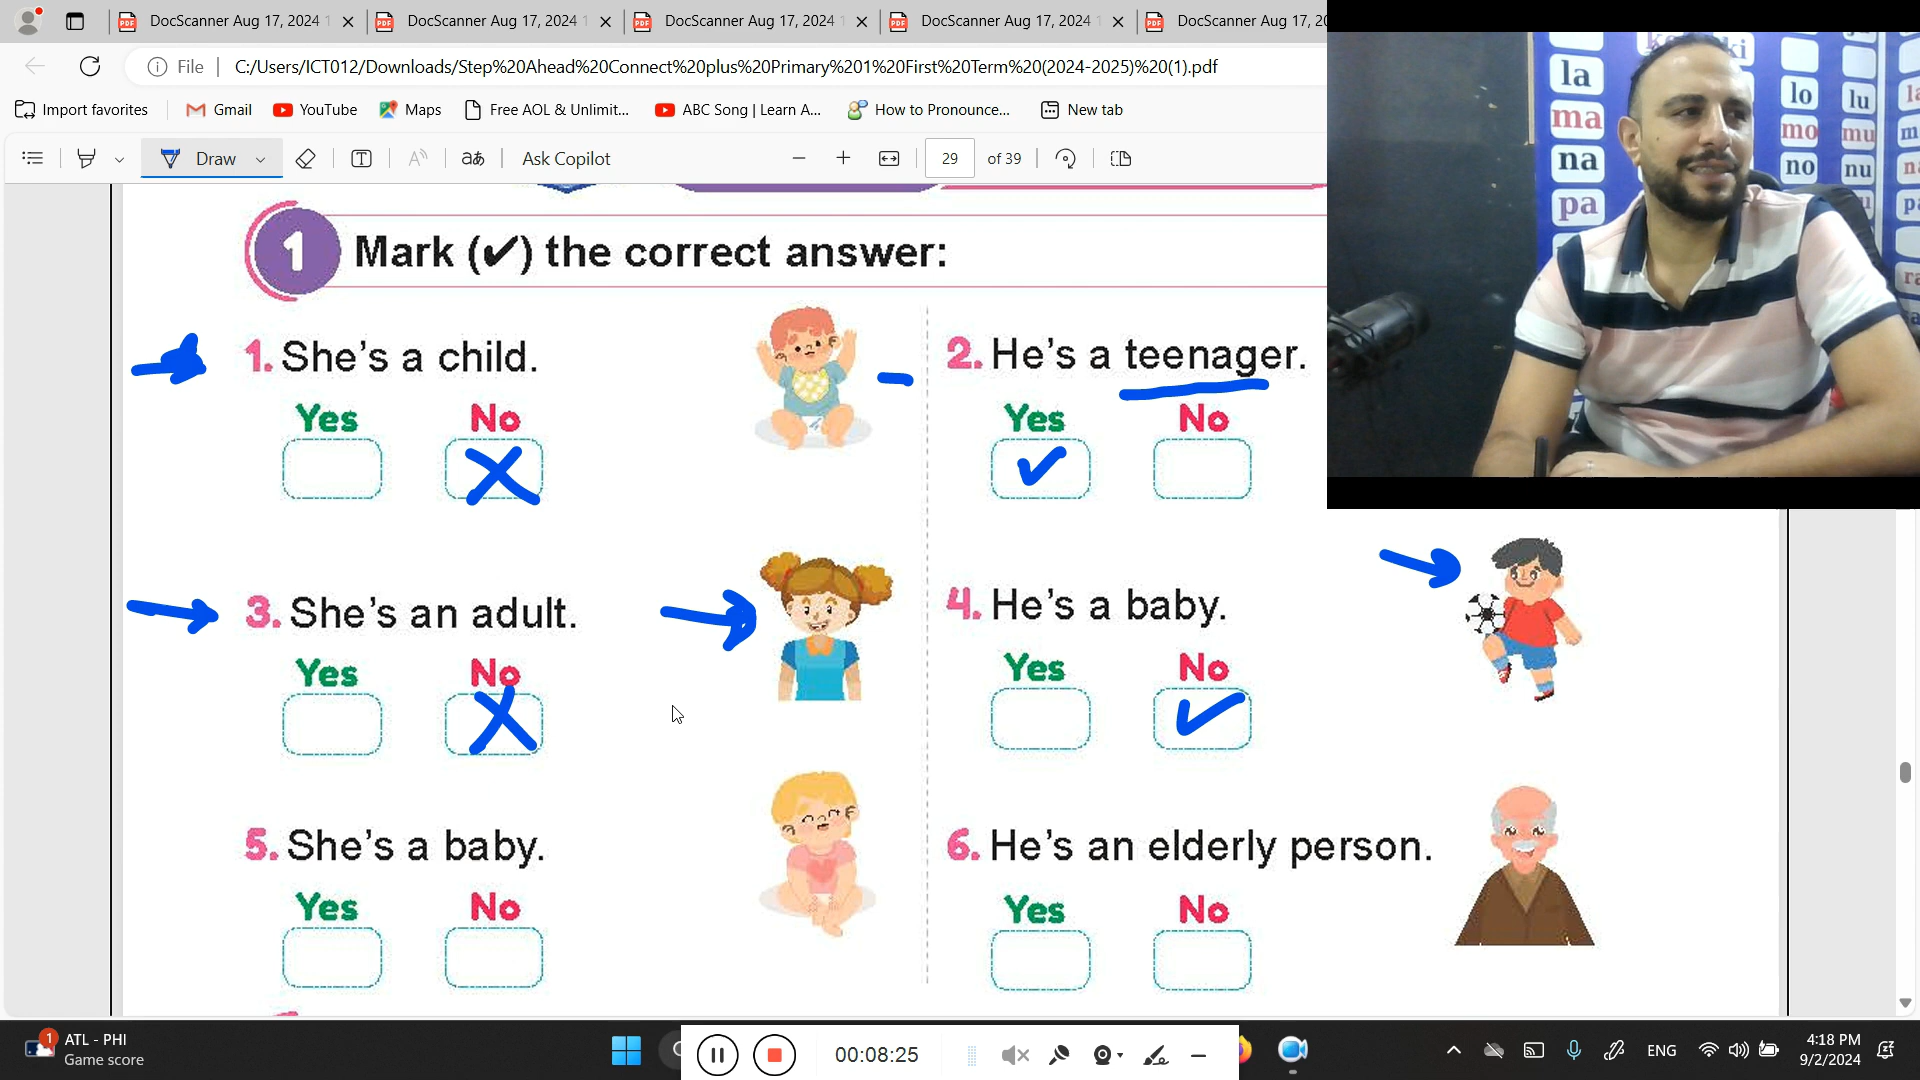 DocScanner Aug 17, 2024 1
DocScanner Aug 17, 2024 1
DocScanner Aug 17, 2024 1
DocScanner Aug 17, 2024 1
DocScanner Aug 17, 20
File
C:/Users/ICT012/Downloads/Step%20Ahead%20Connect%20plus%20Primary%201%20First%20Term%20(2024-2025)%20(1).pdf
Import favorites
Gmail
YouTube
Maps
Free AOL & Unlimit...
ABC Song | Learn A...
How to Pronounce...
New tab
Draw
Ask Copilot
29 of 39
la
ma
na
pa
lo
mo
no
lu
mu
nu
1 Mark (✔) the correct answer:
1. She's a child.
Yes No
2. He's a teenager.
Yes No
3. She's an adult.
Yes No
4. He's a baby.
Yes No
5. She's a baby.
Yes No
6. He's an elderly person.
Yes No
1
ATL - PHI
Game score
00:08:25
ENG
4:18 PM
9/2/2024